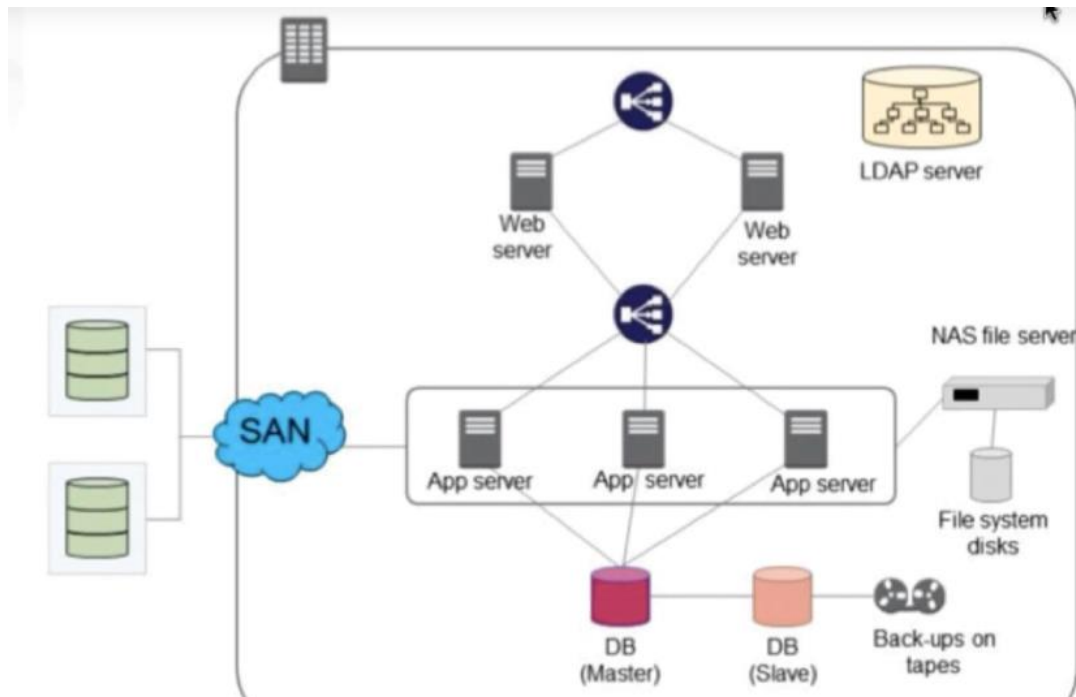 LDAP server
Web
server
Web
server
NAS file server
SAN
App server
App server
App server
File system
disks
DB
(Master)
DB
(Slave)
Back-ups on
tapes